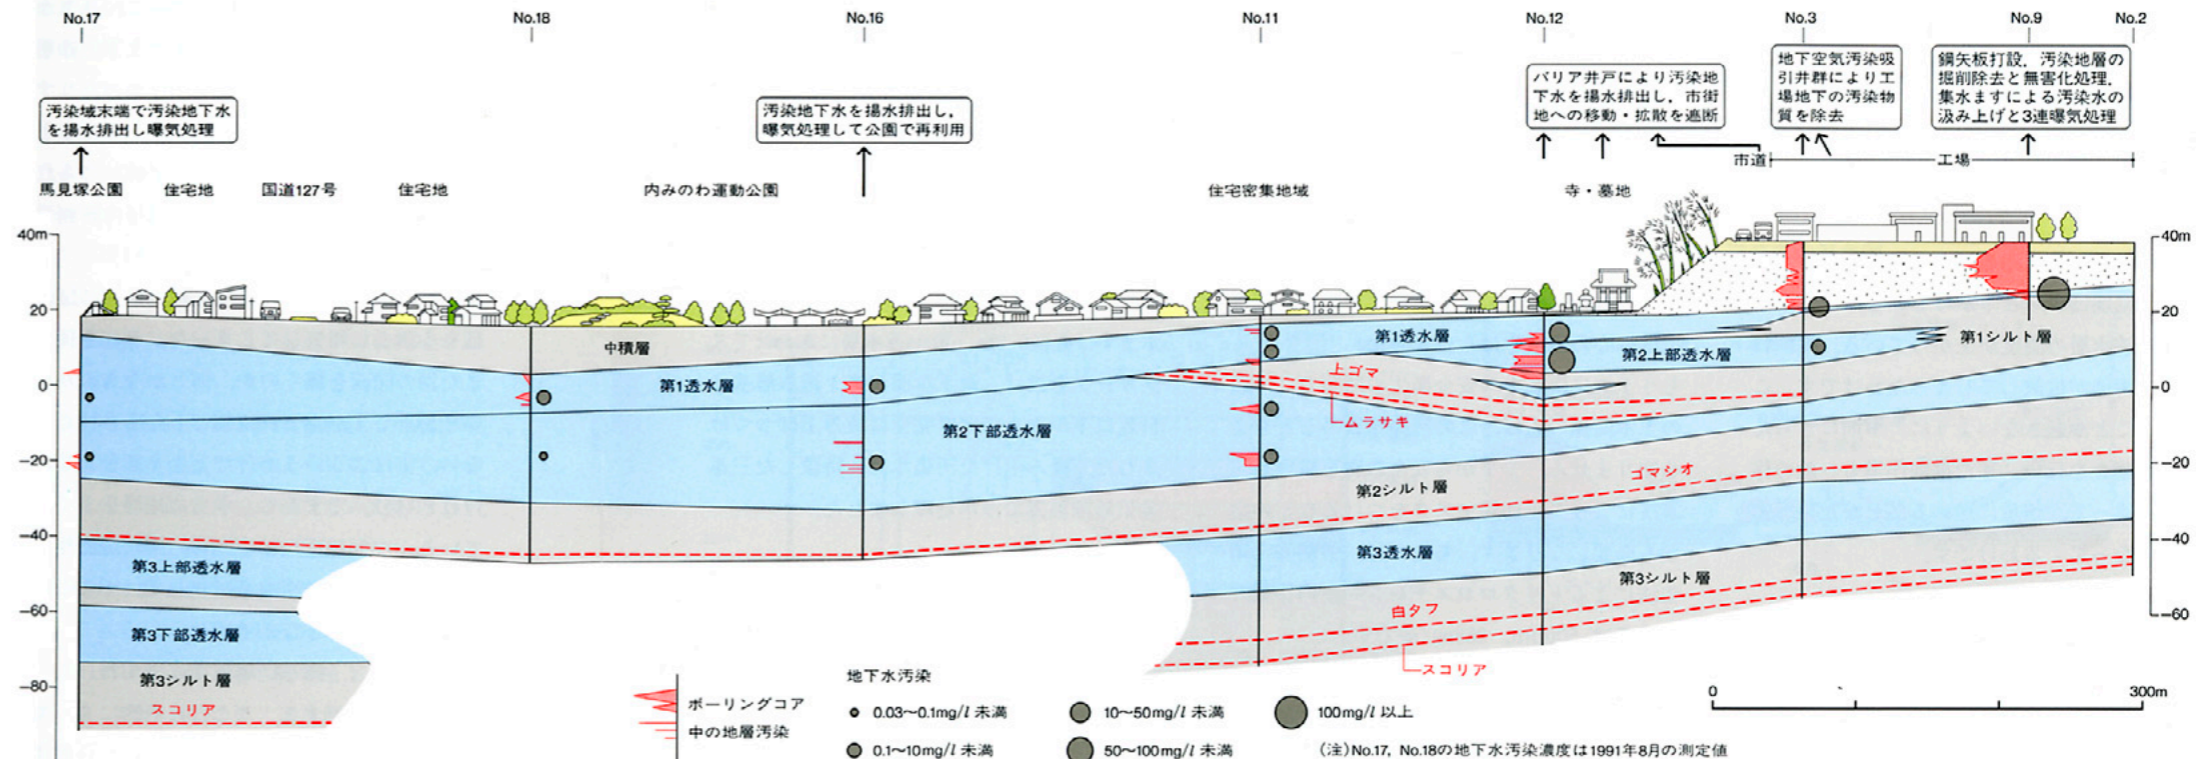 No.17
No.18
No.16
No.11
No.12
No.3
No.9
No.2
汚染域末端で汚染地下水
を揚水排出し曝気処理
汚染地下水を揚水排出し，
曝気処理して公園で再利用
バリア井戸により汚染地
下水を揚水排出し，市街
地への移動・拡散を遮断
地下空気汚染吸
引井群により工
場地下の汚染物
質を除去
鋼矢板打設，汚染地層の
掘削除去と無害化処理，
集水ますによる汚染水の
汲み上げと3連曝気処理
市道
工場
馬見塚公園
住宅地
国道127号
住宅地
内みのわ運動公園
住宅密集地域
寺・墓地
40m
20
0
−20
−40
−60
−80
40m
20
0
−20
−40
−60
中積層
第1透水層
第2下部透水層
第1透水層
第2上部透水層
第1シルト層
上ゴマ
ムラサキ
ゴマシオ
第2シルト層
第3透水層
第3シルト層
白タフ
スコリア
第3上部透水層
第3下部透水層
第3シルト層
スコリア
ボーリングコア
中の地層汚染
地下水汚染
0.03〜0.1mg/l 未満
10〜50mg/l 未満
100mg/l 以上
0.1〜10mg/l 未満
50〜100mg/l 未満
(注)No.17, No.18の地下水汚染濃度は1991年8月の測定値
0
300m